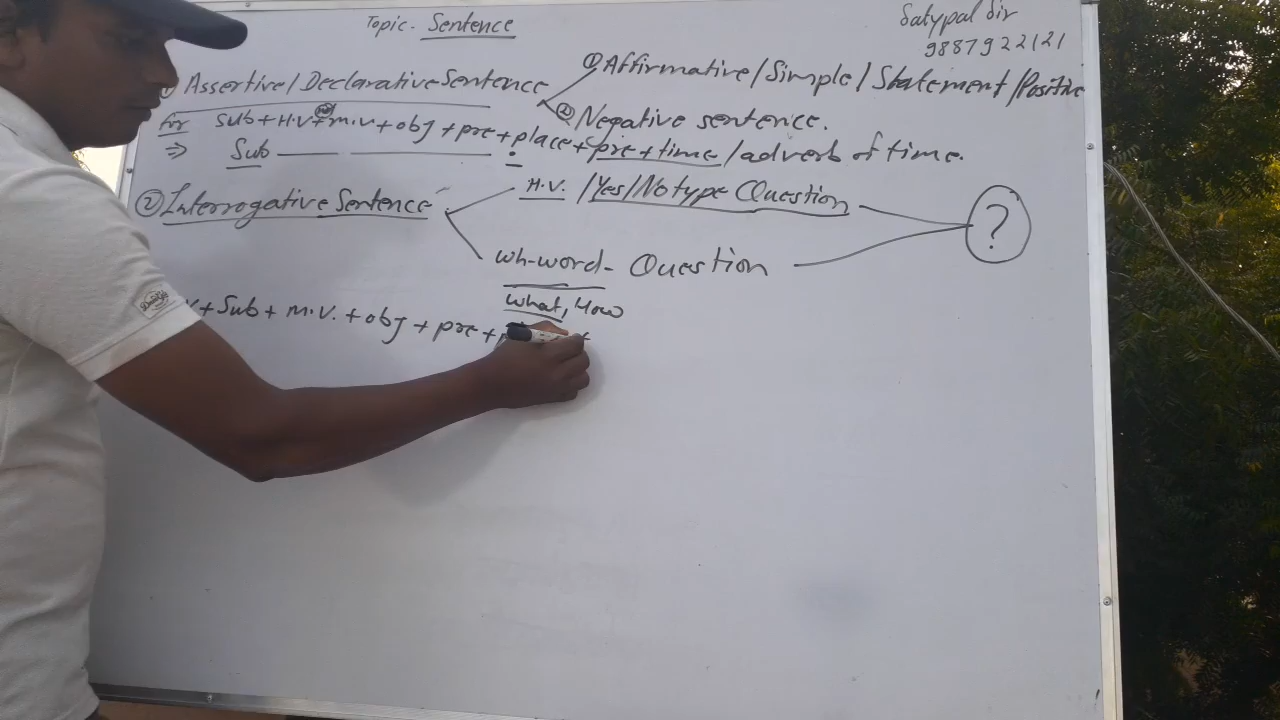 Topic- Sentence
Satypal Sir
9887922121
Assertive/Declarative Sentence
① Affirmative/Simple/Statement/Positive
② Negative sentence.
for Sub+H.V+not+m.v+obj+pre+place+pre+time/adverb of time.
⇒ Sub
② Interrogative Sentence
H.V. /Yes/No type Question
?
wh-word- Question
What, How
+Sub+m.v.+obj+pre+